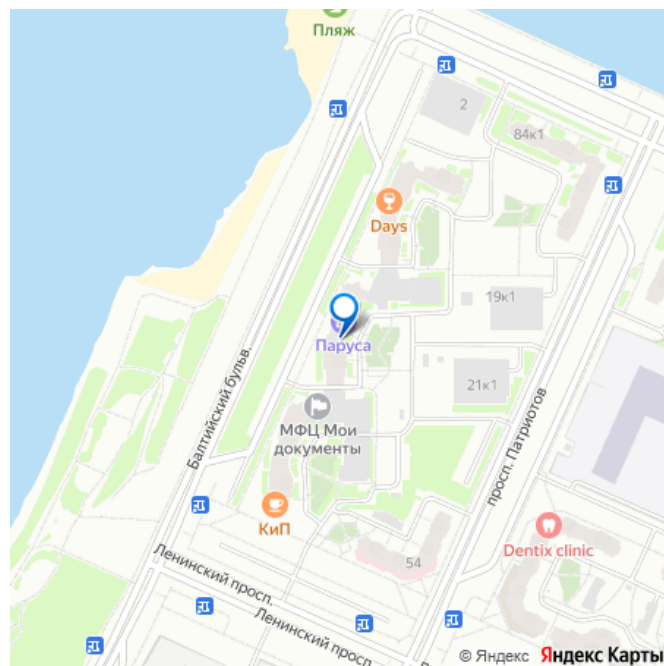 Пляж
2
84к1
Days
19к1
Паруса
21к1
Балтийский бульв.
просп. Патриотов
МФЦ Мои
документы
КиП
Dentix clinic
54
Ленинский просп.
Ленинский просп.
© Яндекс Яндекс Карты